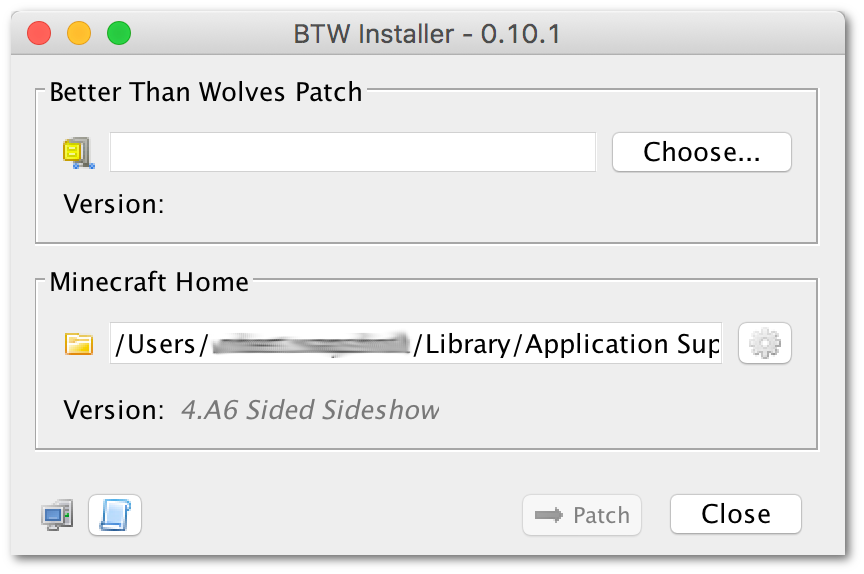 BTW Installer - 0.10.1
Better Than Wolves Patch
Choose...
Version:
Minecraft Home
/Users/ /Library/Application Sup
Version: 4.A6 Sided Sideshow
Patch Close